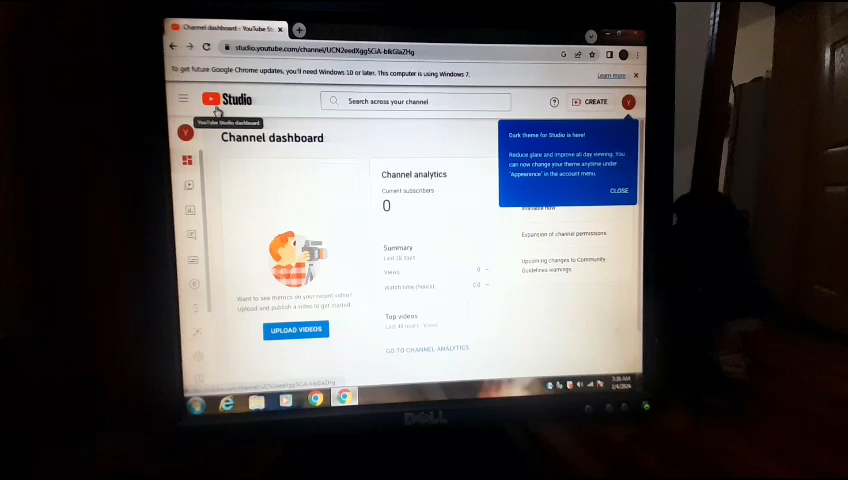 Channel dashboard - YouTube St
studio.youtube.com/channel/
To get future Google Chrome updates, you'll need Windows 10 or later. This computer is using Windows 7.
Learn more
Studio
Search across your channel
CREATE
Y
YouTube Studio dashboard
Y
Channel dashboard
Dark theme for Studio is here!
Reduce glare and improve all day viewing. You
can now change your theme anytime under
"Appearance" in the account menu.
CLOSE
available now
Expansion of channel permissions
Upcoming changes to Community
Guidelines warnings
Channel analytics
Current subscribers
0
Summary
Last 28 days
Views
0
Watch time (hours)
0.0
Top videos
Last 48 hours · Views
GO TO CHANNEL ANALYTICS
Want to see metrics on your recent video?
Upload and publish a video to get started.
UPLOAD VIDEOS
DELL